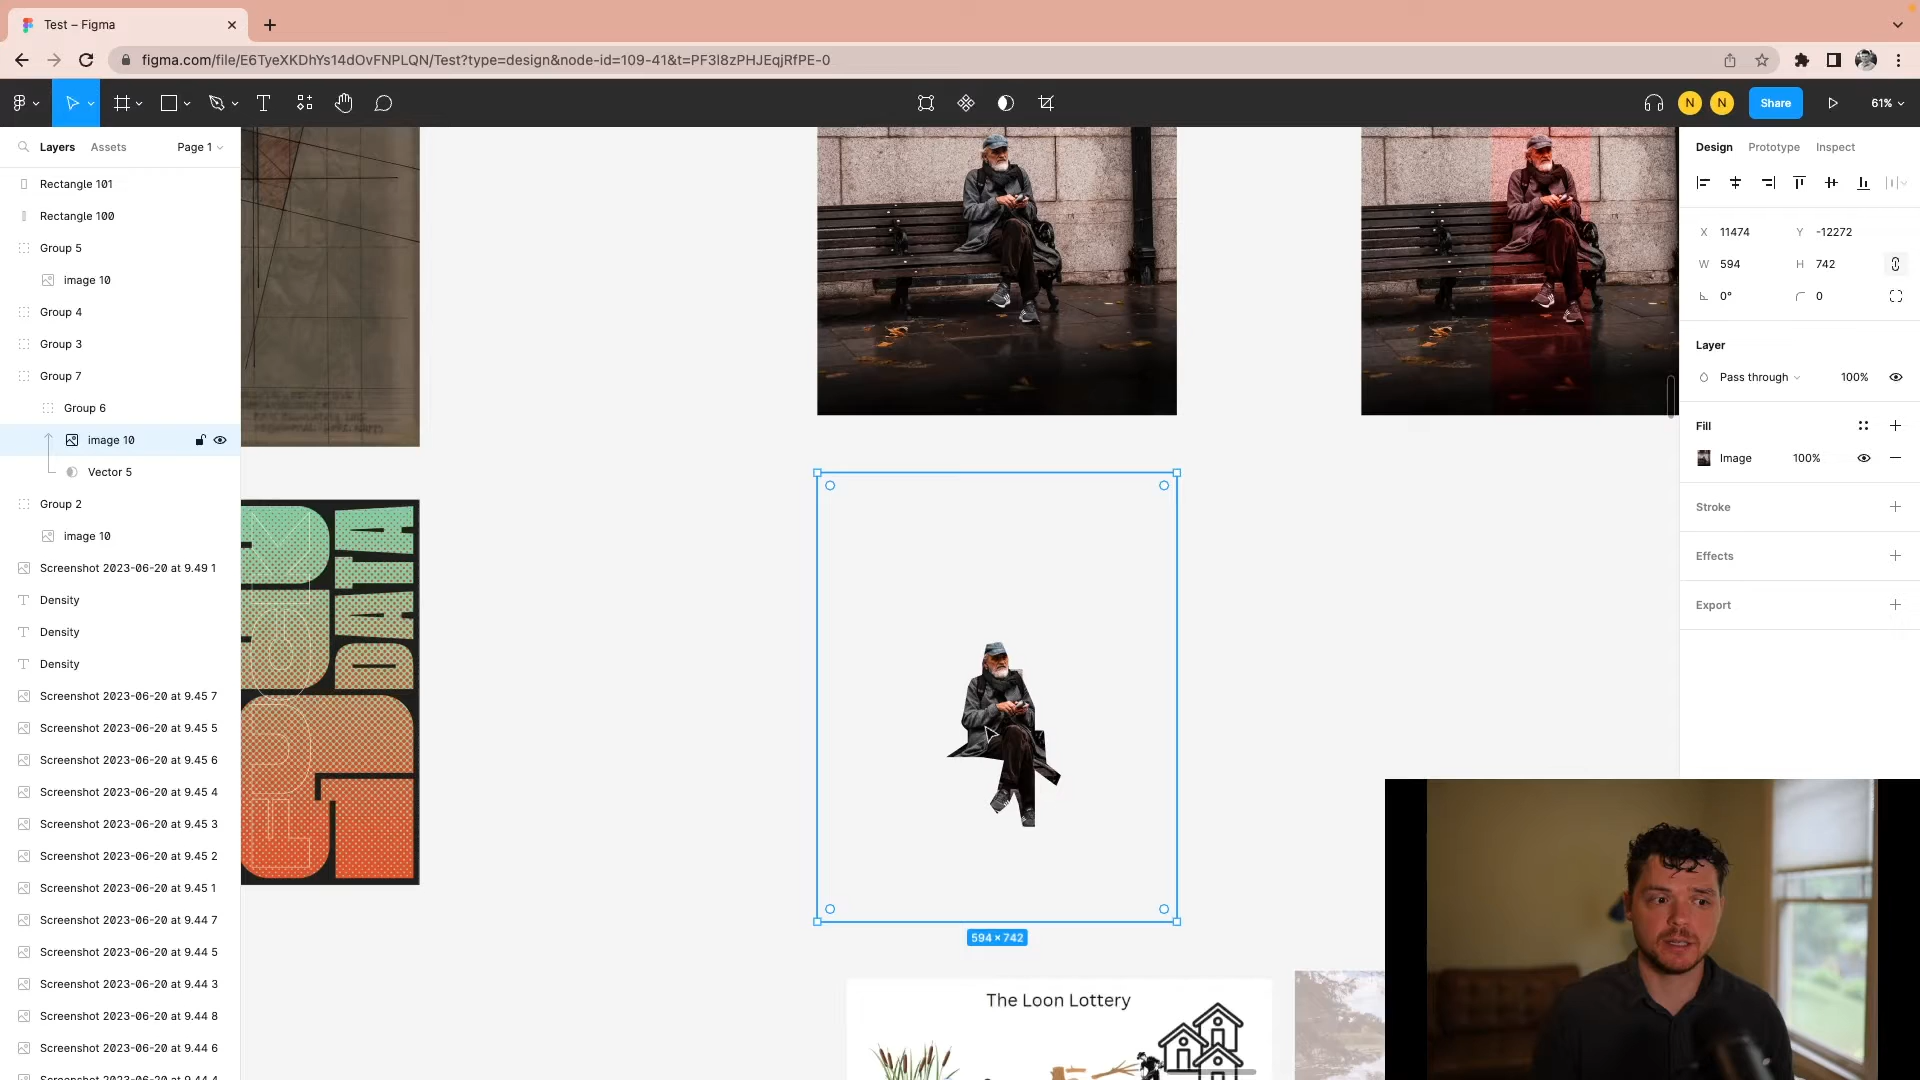 Test – Figma
figma.com/file/E6TyeXKDhYs14dOvFNPLQN/Test?type=design&node-id=109-41&t=PF3I8zPHJEqjRfPE-0
N N Share 61%
Layers Assets Page 1
Rectangle 101
Rectangle 100
Group 5
image 10
Group 4
Group 3
Group 7
Group 6
image 10
Vector 5
Group 2
image 10
Screenshot 2023-06-20 at 9.49 1
Density
Density
Density
Screenshot 2023-06-20 at 9.45 7
Screenshot 2023-06-20 at 9.45 5
Screenshot 2023-06-20 at 9.45 6
Screenshot 2023-06-20 at 9.45 4
Screenshot 2023-06-20 at 9.45 3
Screenshot 2023-06-20 at 9.45 2
Screenshot 2023-06-20 at 9.45 1
Screenshot 2023-06-20 at 9.44 7
Screenshot 2023-06-20 at 9.44 5
Screenshot 2023-06-20 at 9.44 3
Screenshot 2023-06-20 at 9.44 8
Screenshot 2023-06-20 at 9.44 6
DATA
594 × 742
The Loon Lottery
Design Prototype Inspect
X 11474 Y -12272
W 594 H 742
0° 0
Layer
Pass through 100%
Fill
Image 100%
Stroke
Effects
Export